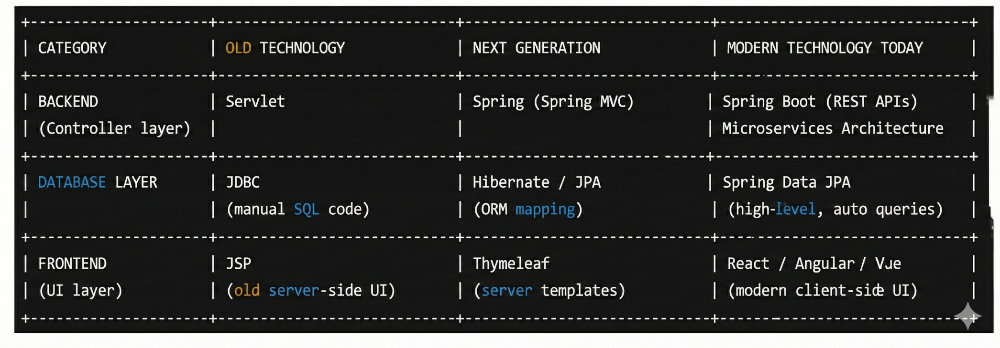 CATEGORY | OLD TECHNOLOGY | NEXT GENERATION | MODERN TECHNOLOGY TODAY
BACKEND | Servlet | Spring (Spring MVC) | Spring Boot (REST APIs)
(Controller layer) | | | Microservices Architecture
DATABASE LAYER | JDBC | Hibernate / JPA | Spring Data JPA
| (manual SQL code) | (ORM mapping) | (high-level, auto queries)
FRONTEND | JSP | Thymeleaf | React / Angular / Vue
(UI layer) | (old server-side UI) | (server templates) | (modern client-side UI)